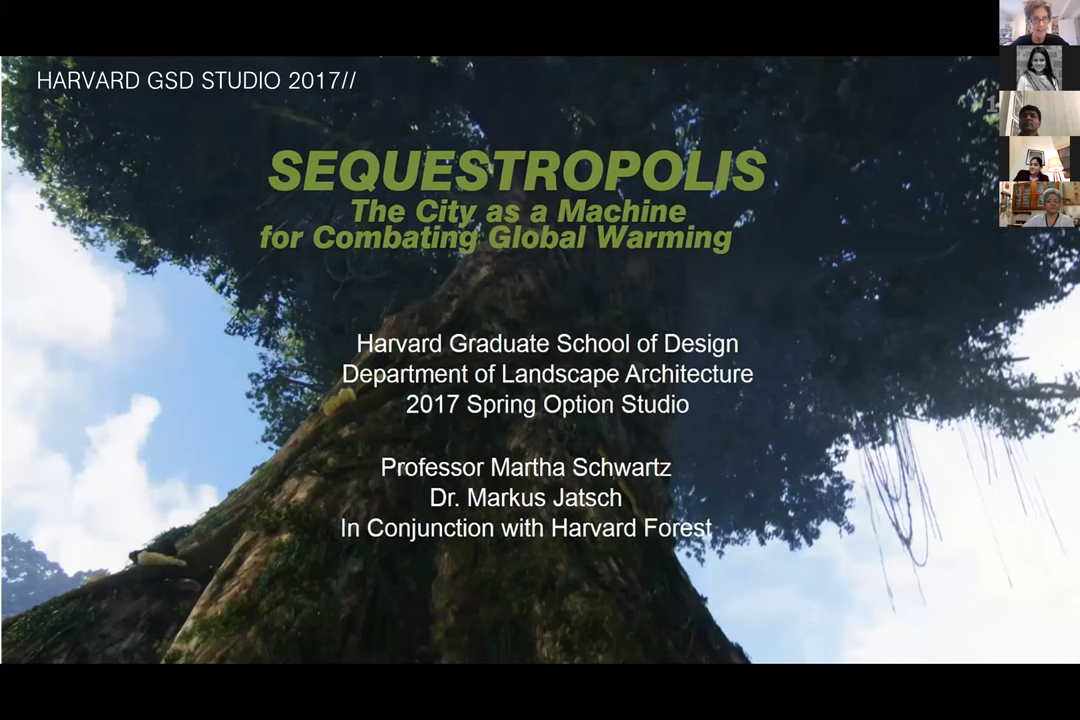 HARVARD GSD STUDIO 2017//
SEQUESTROPOLIS
The City as a Machine
for Combating Global Warming
Harvard Graduate School of Design
Department of Landscape Architecture
2017 Spring Option Studio
Professor Martha Schwartz
Dr. Markus Jatsch
In Conjunction with Harvard Forest